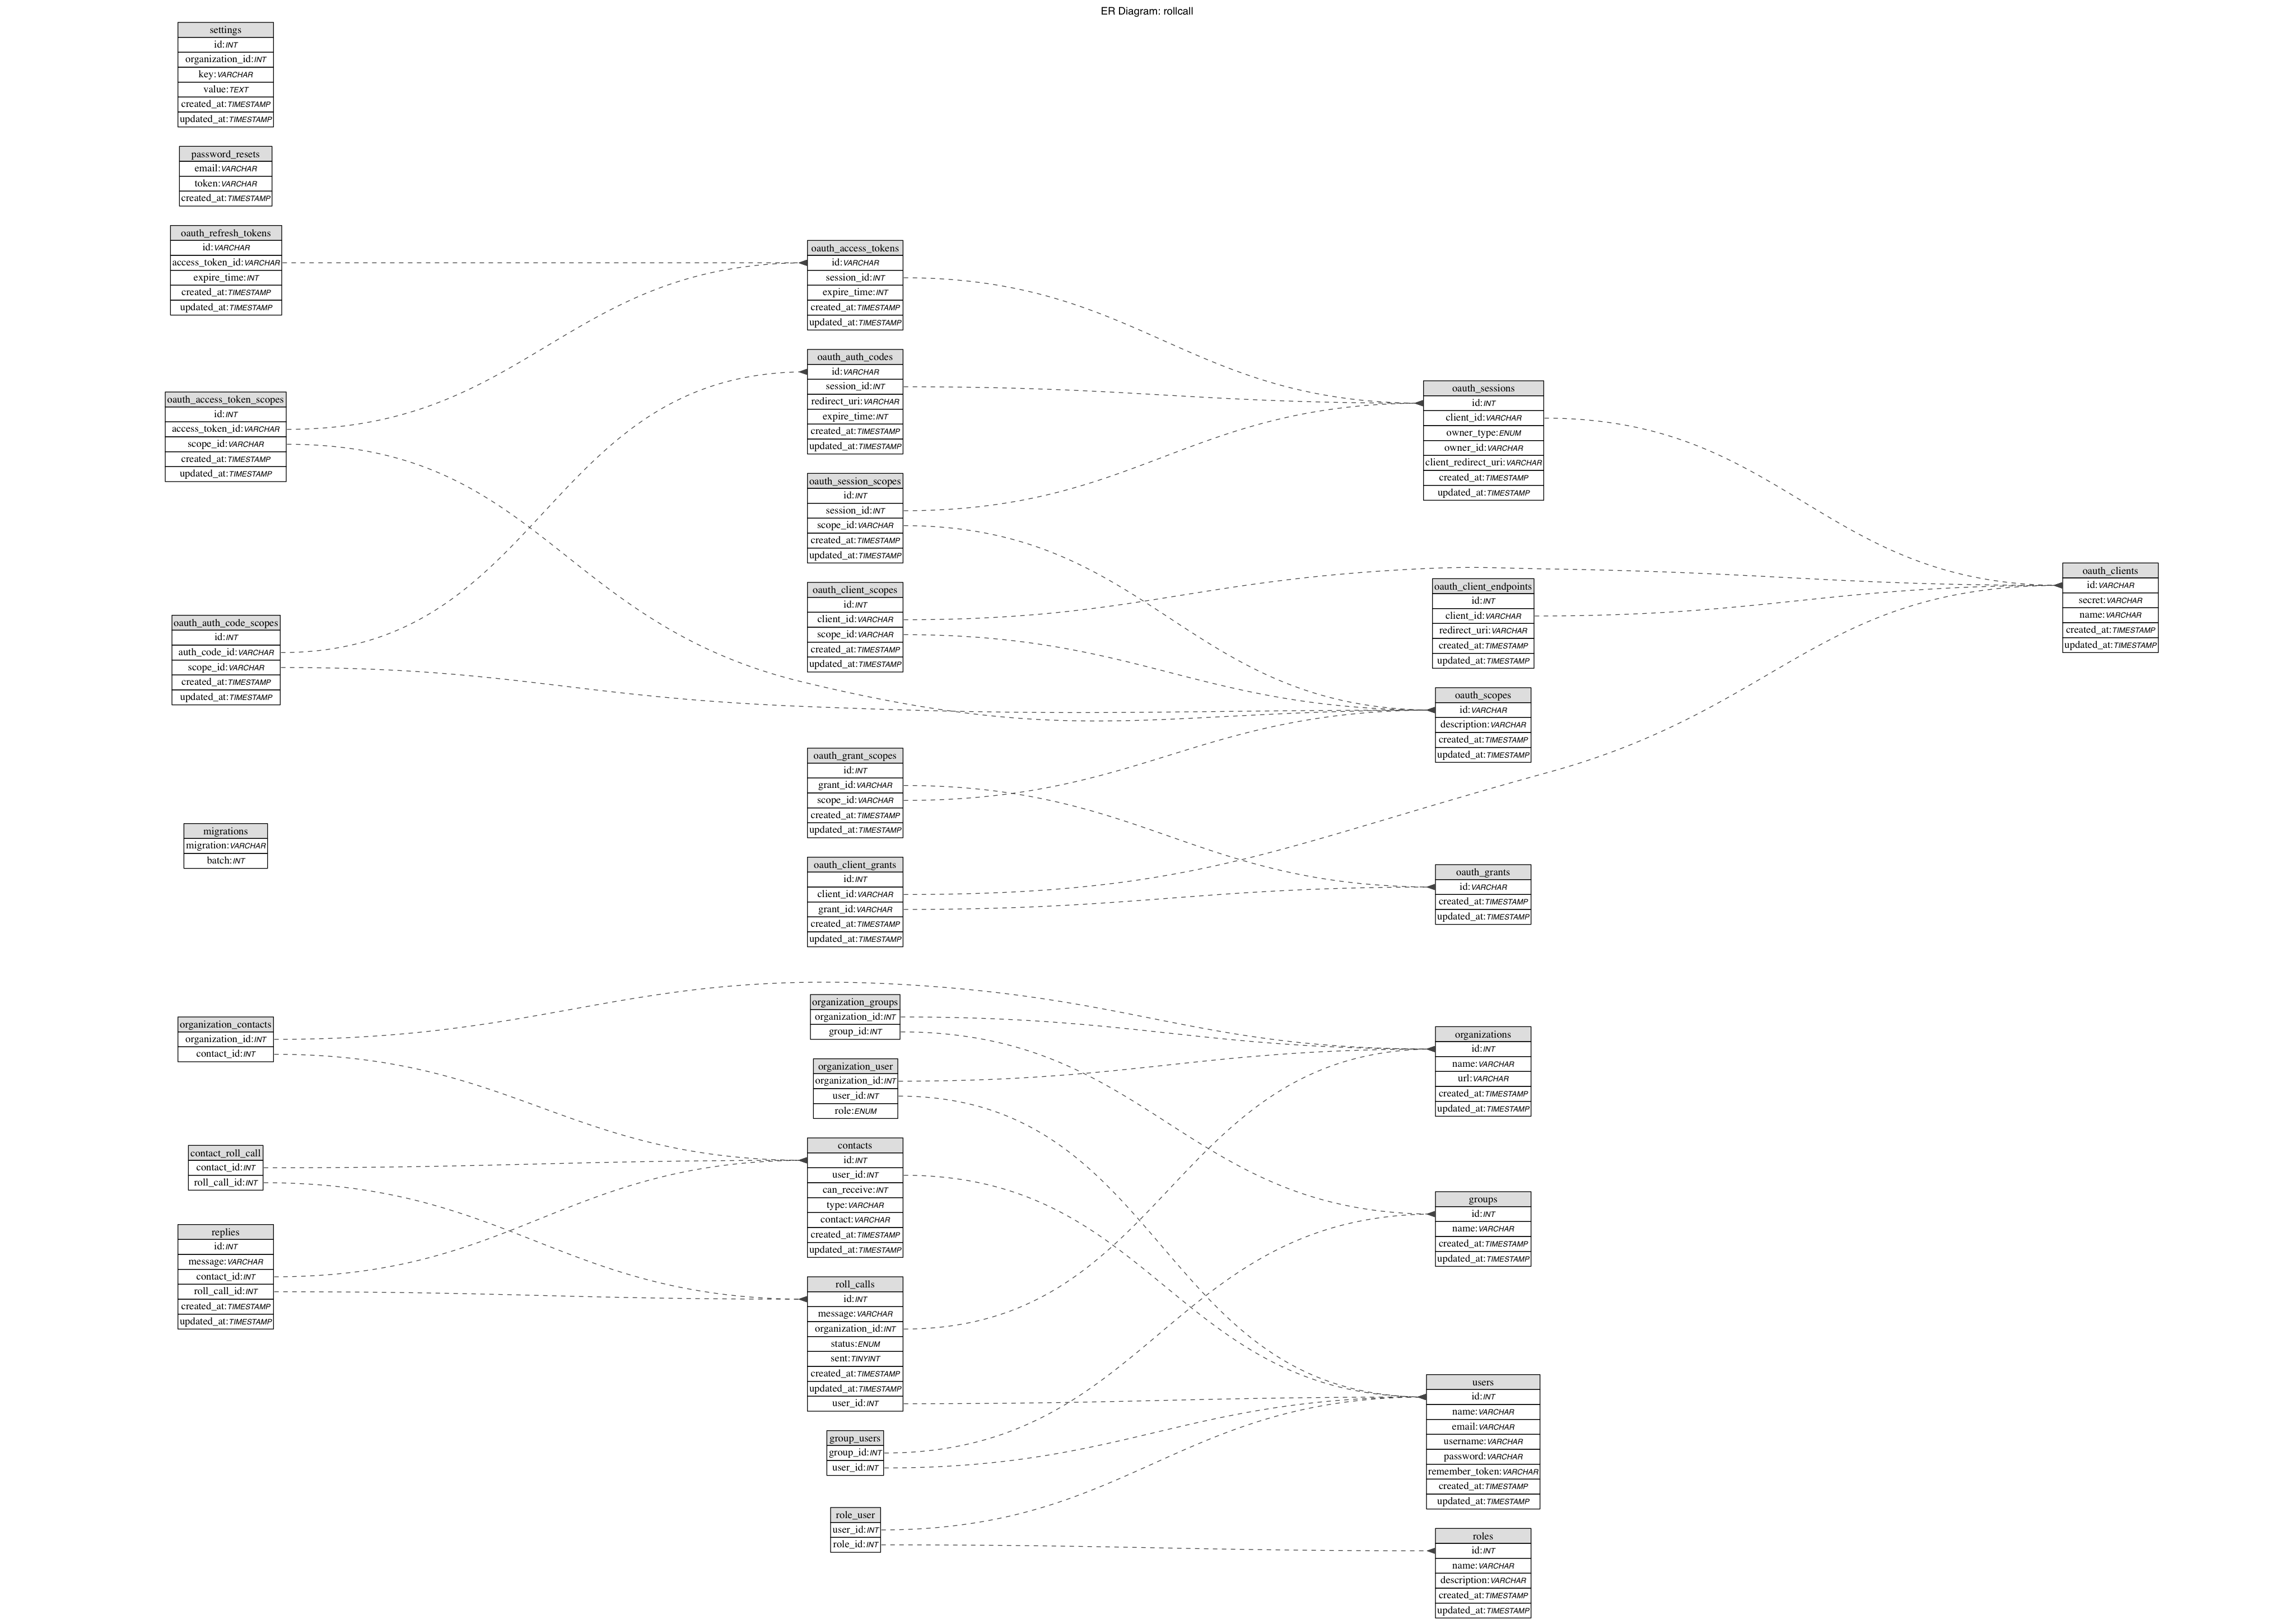 ER Diagram: rollcall
settings
id:INT
organization_id:INT
key:VARCHAR
value:TEXT
created_at:TIMESTAMP
updated_at:TIMESTAMP
password_resets
email:VARCHAR
token:VARCHAR
created_at:TIMESTAMP
oauth_refresh_tokens
id:VARCHAR
access_token_id:VARCHAR
expire_time:INT
created_at:TIMESTAMP
updated_at:TIMESTAMP
oauth_access_token_scopes
id:INT
access_token_id:VARCHAR
scope_id:VARCHAR
created_at:TIMESTAMP
updated_at:TIMESTAMP
oauth_auth_code_scopes
id:INT
auth_code_id:VARCHAR
scope_id:VARCHAR
created_at:TIMESTAMP
updated_at:TIMESTAMP
migrations
migration:VARCHAR
batch:INT
organization_contacts
organization_id:INT
contact_id:INT
contact_roll_call
contact_id:INT
roll_call_id:INT
replies
id:INT
message:VARCHAR
contact_id:INT
roll_call_id:INT
created_at:TIMESTAMP
updated_at:TIMESTAMP
oauth_access_tokens
id:VARCHAR
session_id:INT
expire_time:INT
created_at:TIMESTAMP
updated_at:TIMESTAMP
oauth_auth_codes
id:VARCHAR
session_id:INT
redirect_uri:VARCHAR
expire_time:INT
created_at:TIMESTAMP
updated_at:TIMESTAMP
oauth_session_scopes
id:INT
session_id:INT
scope_id:VARCHAR
created_at:TIMESTAMP
updated_at:TIMESTAMP
oauth_client_scopes
id:INT
client_id:VARCHAR
scope_id:VARCHAR
created_at:TIMESTAMP
updated_at:TIMESTAMP
oauth_grant_scopes
id:INT
grant_id:VARCHAR
scope_id:VARCHAR
created_at:TIMESTAMP
updated_at:TIMESTAMP
oauth_client_grants
id:INT
client_id:VARCHAR
grant_id:VARCHAR
created_at:TIMESTAMP
updated_at:TIMESTAMP
organization_groups
organization_id:INT
group_id:INT
organization_user
organization_id:INT
user_id:INT
role:ENUM
contacts
id:INT
user_id:INT
can_receive:INT
type:VARCHAR
contact:VARCHAR
created_at:TIMESTAMP
updated_at:TIMESTAMP
roll_calls
id:INT
message:VARCHAR
organization_id:INT
status:ENUM
sent:TINYINT
created_at:TIMESTAMP
updated_at:TIMESTAMP
user_id:INT
group_users
group_id:INT
user_id:INT
role_user
user_id:INT
role_id:INT
oauth_sessions
id:INT
client_id:VARCHAR
owner_type:ENUM
owner_id:VARCHAR
client_redirect_uri:VARCHAR
created_at:TIMESTAMP
updated_at:TIMESTAMP
oauth_client_endpoints
id:INT
client_id:VARCHAR
redirect_uri:VARCHAR
created_at:TIMESTAMP
updated_at:TIMESTAMP
oauth_scopes
id:VARCHAR
description:VARCHAR
created_at:TIMESTAMP
updated_at:TIMESTAMP
oauth_grants
id:VARCHAR
created_at:TIMESTAMP
updated_at:TIMESTAMP
organizations
id:INT
name:VARCHAR
url:VARCHAR
created_at:TIMESTAMP
updated_at:TIMESTAMP
groups
id:INT
name:VARCHAR
created_at:TIMESTAMP
updated_at:TIMESTAMP
users
id:INT
name:VARCHAR
email:VARCHAR
username:VARCHAR
password:VARCHAR
remember_token:VARCHAR
created_at:TIMESTAMP
updated_at:TIMESTAMP
roles
id:INT
name:VARCHAR
description:VARCHAR
created_at:TIMESTAMP
updated_at:TIMESTAMP
oauth_clients
id:VARCHAR
secret:VARCHAR
name:VARCHAR
created_at:TIMESTAMP
updated_at:TIMESTAMP